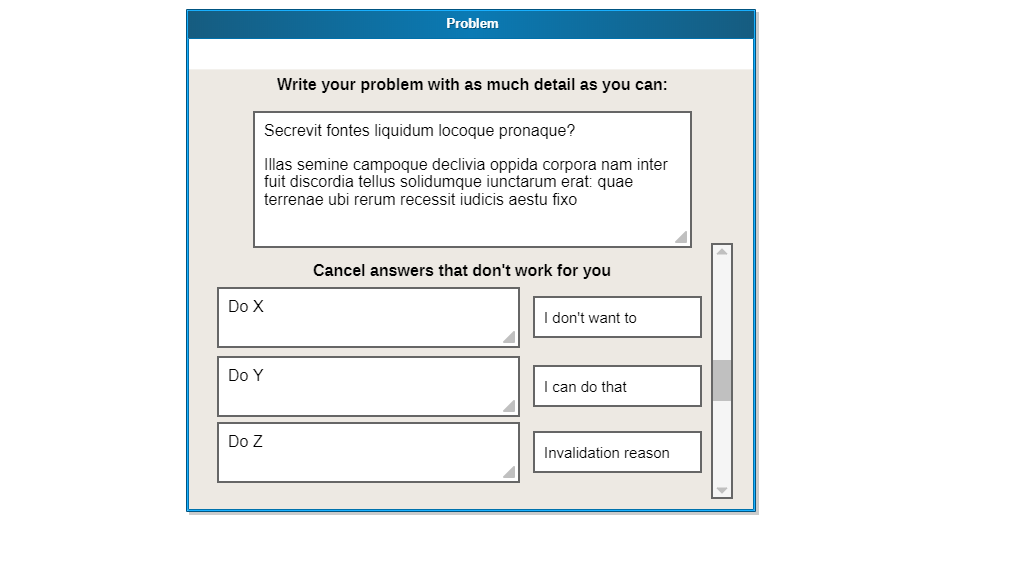 Problem
Write your problem with as much detail as you can:
Secrevit fontes liquidum locoque pronaque?
Illas semine campoque declivia oppida corpora nam inter
fuit discordia tellus solidumque iunctarum erat: quae
terrenae ubi rerum recessit iudicis aestu fixo
Cancel answers that don't work for you
Do X
I don't want to
Do Y
I can do that
Do Z
Invalidation reason